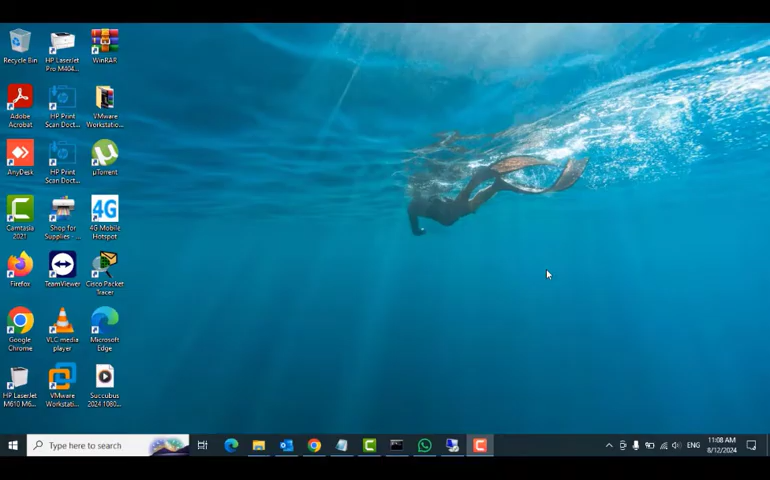 Recycle Bin
HP LaserJet
Pro M404...
WinRAR
Adobe
Acrobat
HP Print
Scan Doct...
VMware
Workstatio...
AnyDesk
HP Print
Scan Doct...
µTorrent
Camtasia
2021
Shop for
Supplies - ...
4G
4G Mobile
Hotspot
Firefox
TeamViewer
Cisco Packet
Tracer
Google
Chrome
VLC media
player
Microsoft
Edge
HP LaserJet
M610 M6...
VMware
Workstati...
Succubus
2024 1080...
Type here to search
ENG
11:08 AM
8/12/2024